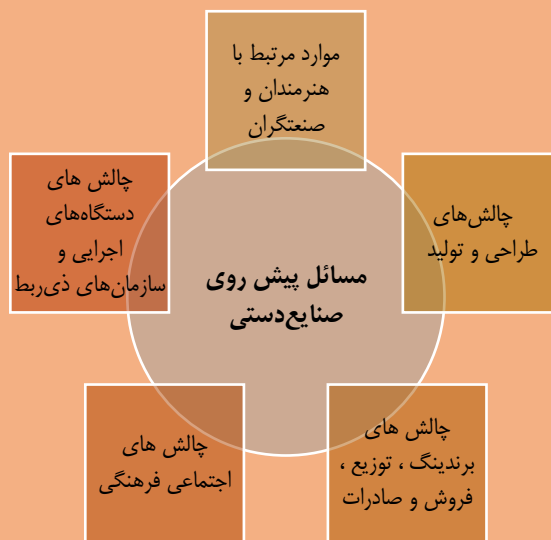 موارد مرتبط با
هنرمندان و
صنعتگران
چالش‌های
طراحی و تولید
چالش های
برندینگ ، توزیع ،
فروش و صادرات
چالش های
اجتماعی فرهنگی
چالش های
دستگاه‌های
اجرایی و
سازمان‌های ذی‌ربط
مسائل پیش روی
صنایع‌دستی